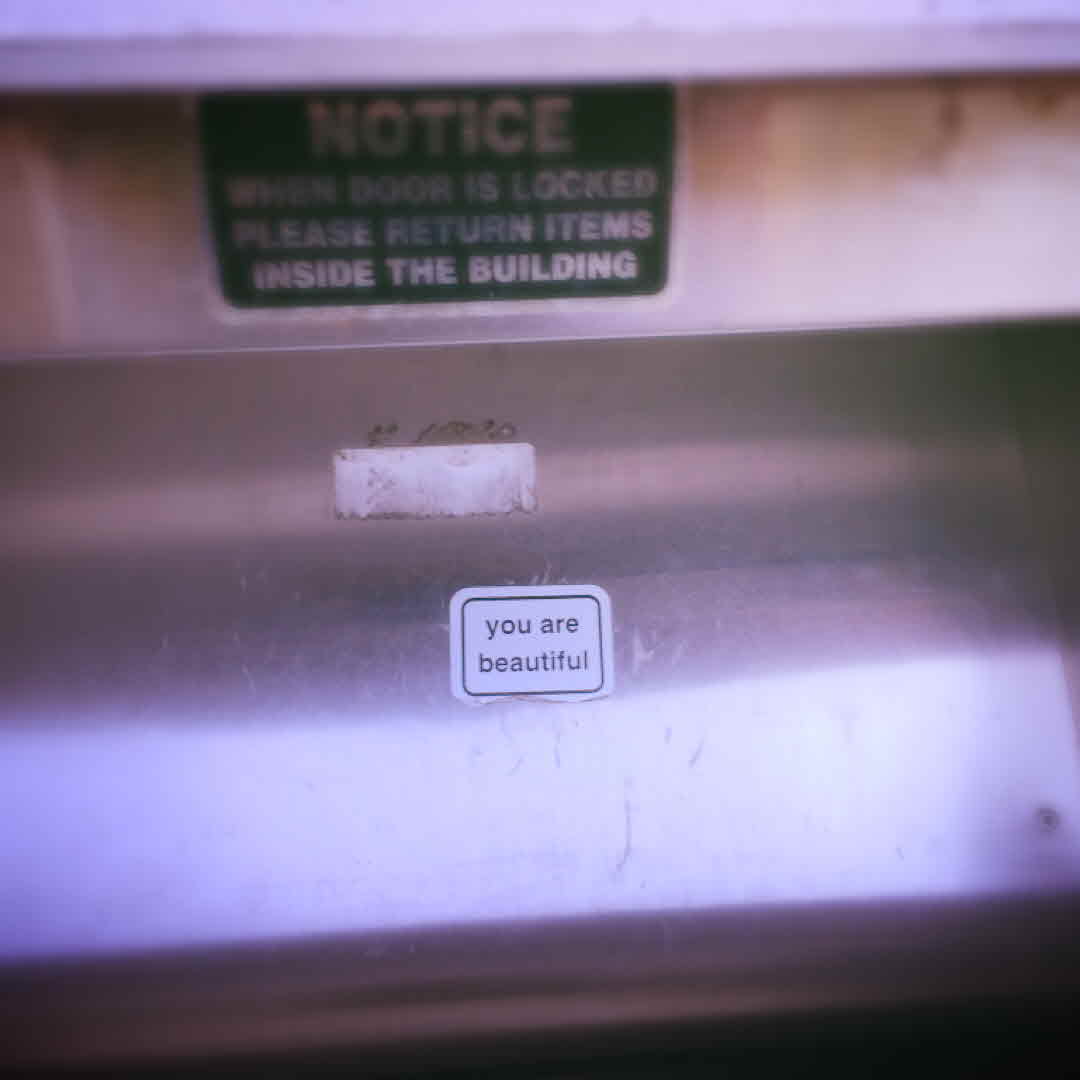 NOTICE
WHEN DOOR IS LOCKED
PLEASE RETURN ITEMS
INSIDE THE BUILDING
you are
beautiful